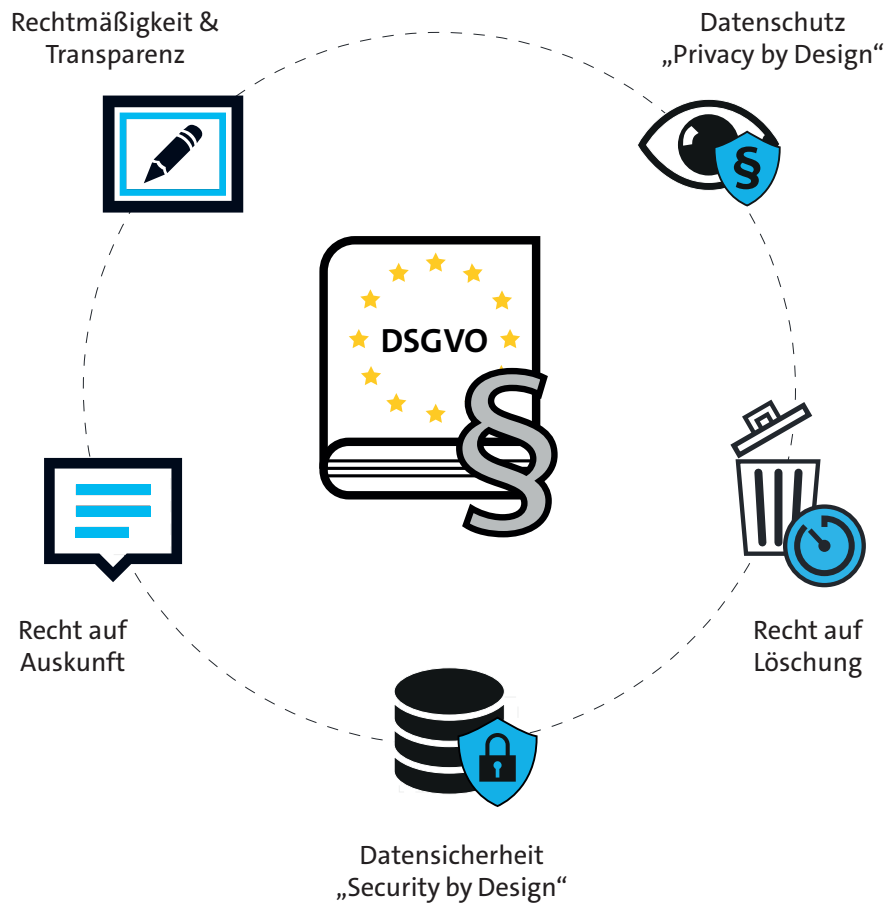 Rechtmäßigkeit &
Transparenz
Datenschutz
„Privacy by Design“
§
DSGVO
§
Recht auf
Auskunft
Recht auf
Löschung
Datensicherheit
„Security by Design“